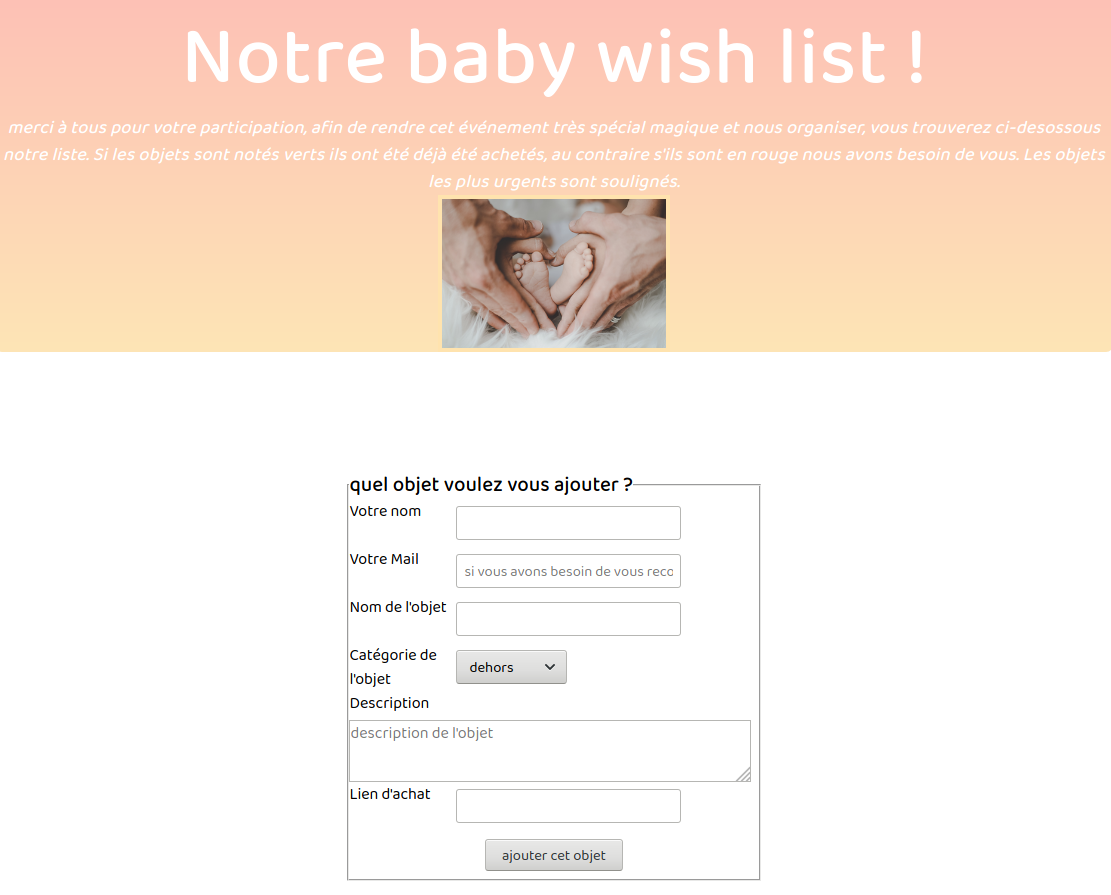 Notre baby wish list !
merci à tous pour votre participation, afin de rendre cet événement très spécial magique et nous organiser, vous trouverez ci-desossous
notre liste. Si les objets sont notés verts ils ont été déjà été achetés, au contraire s'ils sont en rouge nous avons besoin de vous. Les objets
les plus urgents sont soulignés.
quel objet voulez vous ajouter ?
Votre nom
Votre Mail
si vous avons besoin de vous reco
Nom de l'objet
Catégorie de
l'objet
dehors
Description
description de l'objet
Lien d'achat
ajouter cet objet